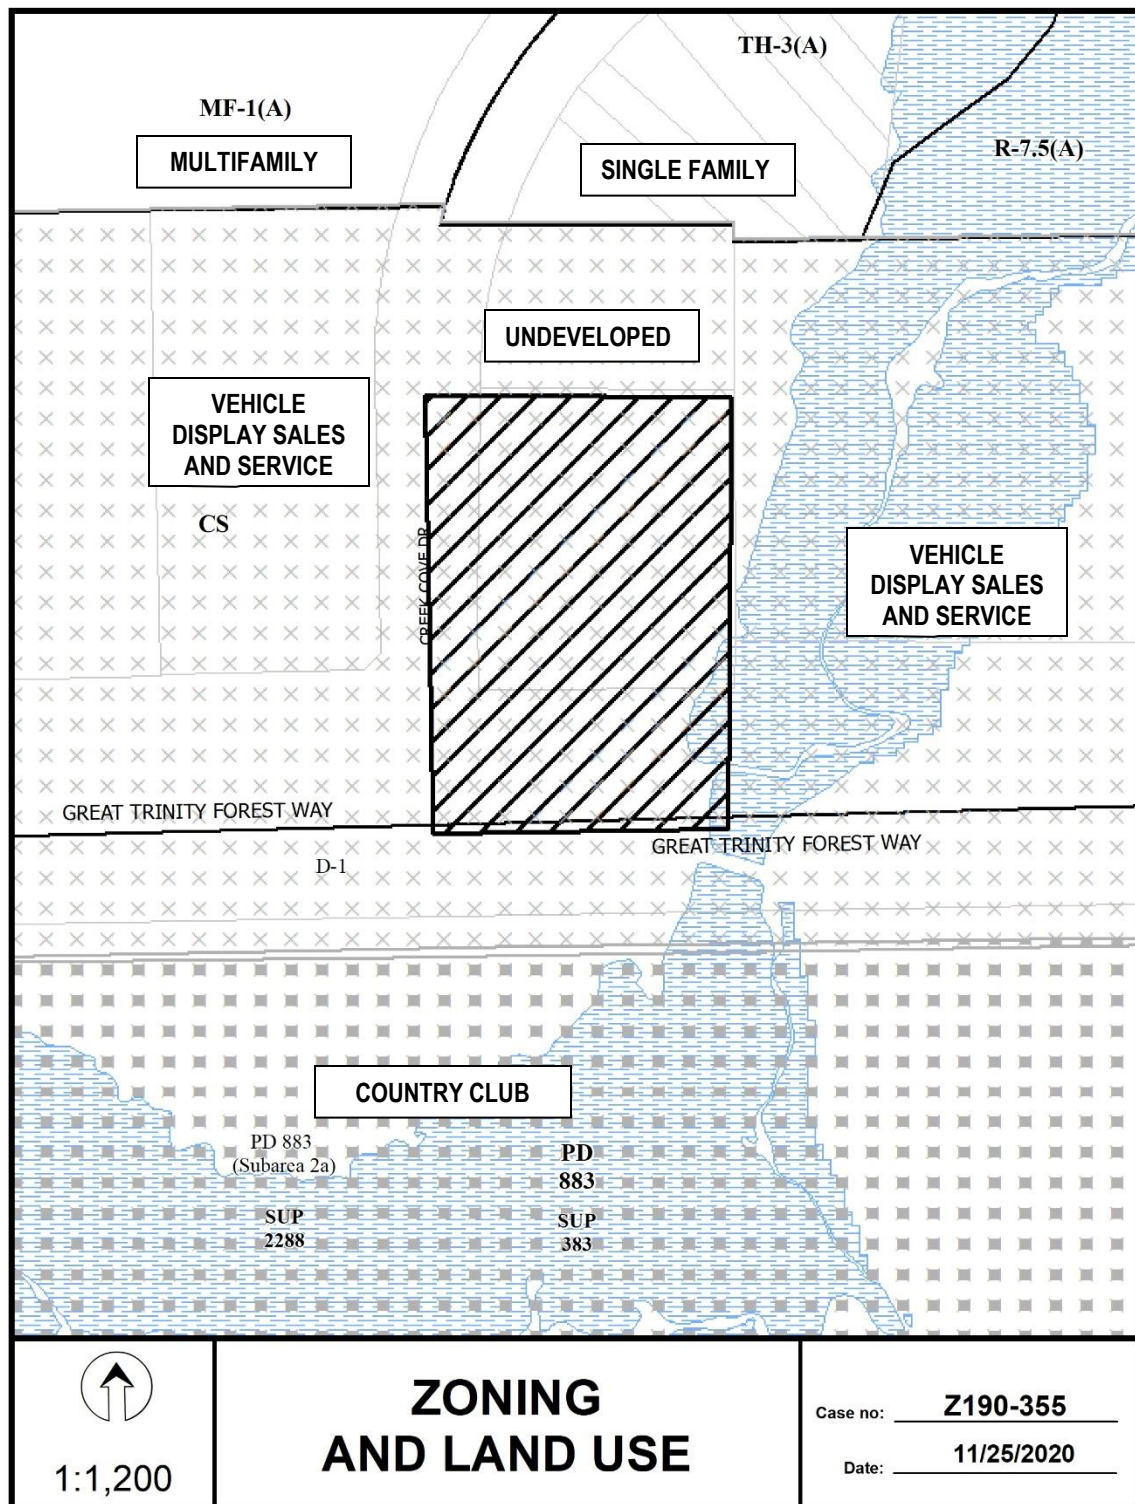 TH-3(A)
MF-1(A)
MULTIFAMILY
R-7.5(A)
SINGLE FAMILY
UNDEVELOPED
VEHICLE
DISPLAY SALES
AND SERVICE
CS
CREEK COVE DR
VEHICLE
DISPLAY SALES
AND SERVICE
GREAT TRINITY FOREST WAY
GREAT TRINITY FOREST WAY
D-1
COUNTRY CLUB
PD 883
(Subarea 2a)
PD
883
SUP
2288
SUP
383
1:1,200
ZONING
AND LAND USE
Case no: Z190-355
Date: 11/25/2020